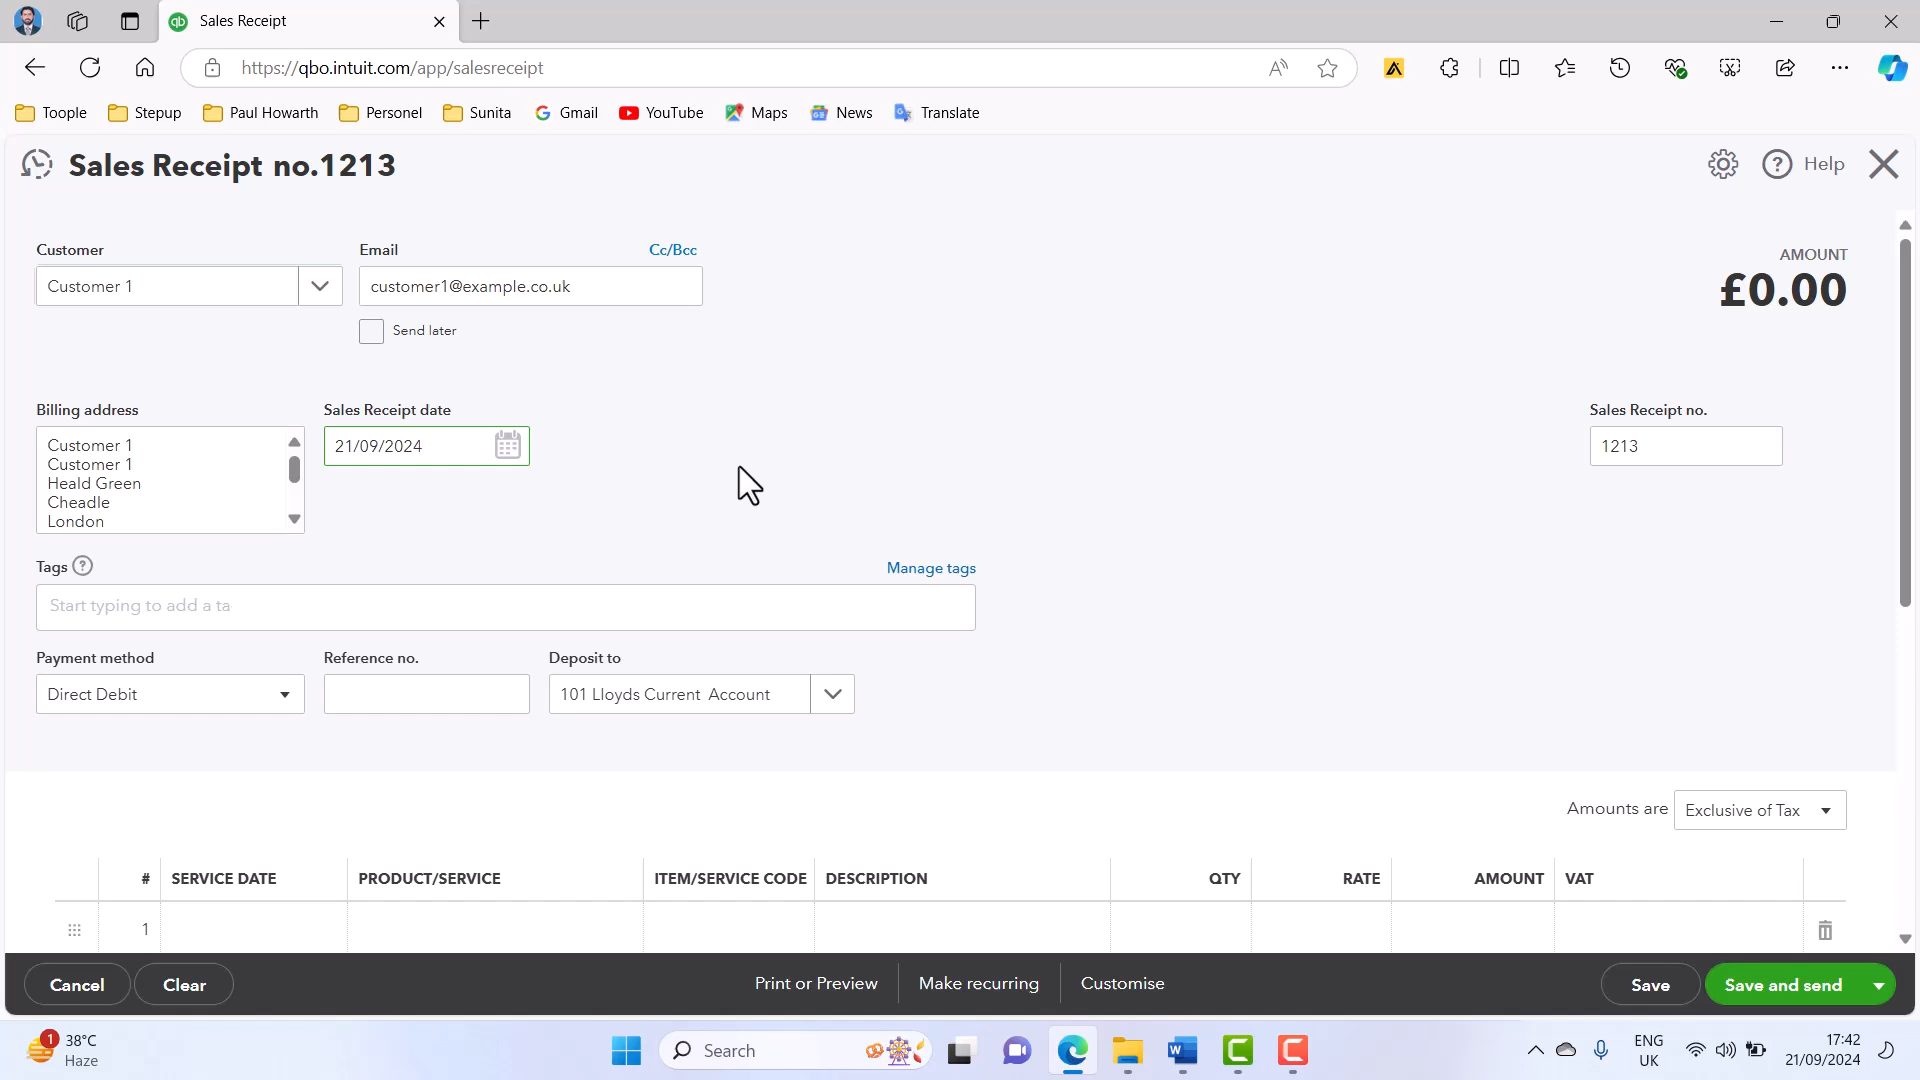 Sales Receipt
https://qbo.intuit.com/app/salesreceipt
Toople
Stepup
Paul Howarth
Personel
Sunita
Gmail
YouTube
Maps
News
Translate
Sales Receipt no.1213
Help
Customer
Email
Cc/Bcc
AMOUNT
Customer 1
customer1@example.co.uk
£0.00
Send later
Billing address
Sales Receipt date
Sales Receipt no.
Customer 1
Customer 1
Heald Green
Cheadle
London
21/09/2024
1213
Tags
Manage tags
Start typing to add a ta
Payment method
Reference no.
Deposit to
Direct Debit
101 Lloyds Current Account
Amounts are
Exclusive of Tax
# SERVICE DATE PRODUCT/SERVICE ITEM/SERVICE CODE DESCRIPTION QTY RATE AMOUNT VAT
1
Cancel
Clear
Print or Preview
Make recurring
Customise
Save
Save and send
1
38°C
Haze
Search
ENG
UK
17:42
21/09/2024